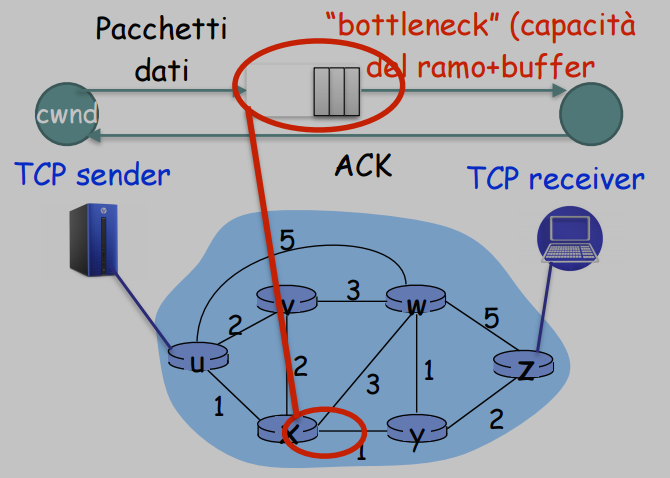 Pacchetti
dati
"bottleneck" (capacità
del ramo+buffer
cwnd
ACK
TCP sender
TCP receiver
5
3
v
w
2
5
2
u
3
1
z
1
2
x
y
1